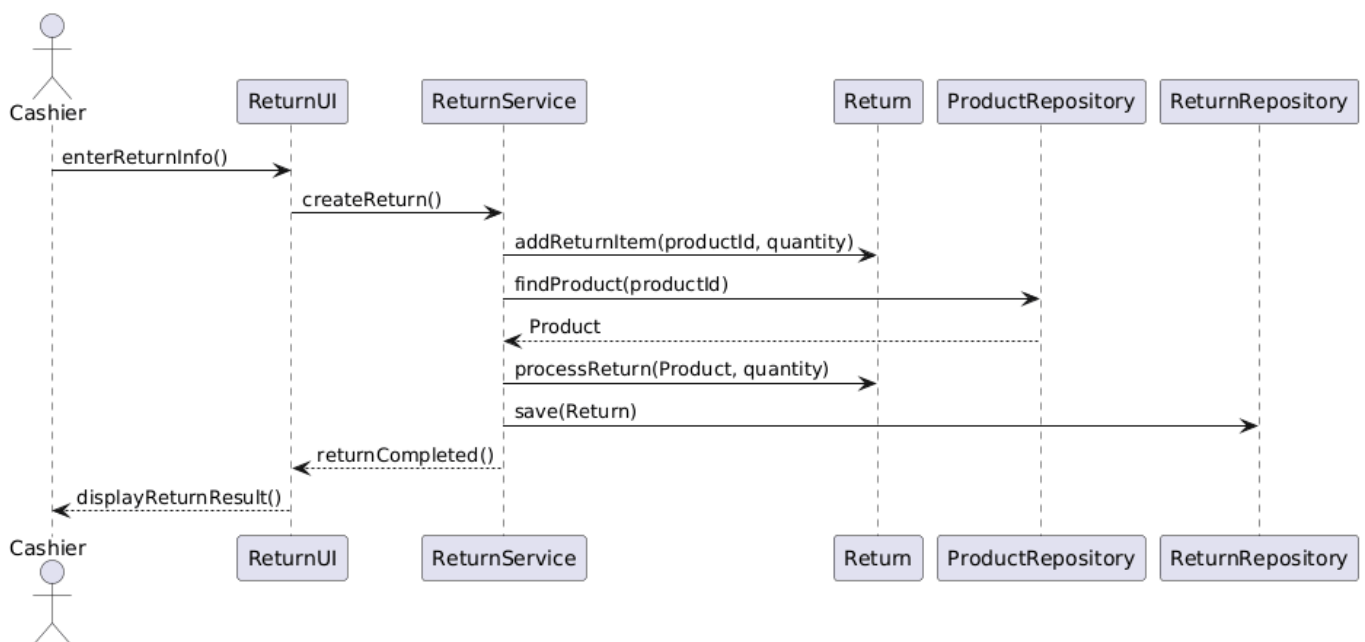 Cashier
ReturnUI
ReturnService
Return
ProductRepository
ReturnRepository
enterReturnInfo()
createReturn()
addReturnItem(productId, quantity)
findProduct(productId)
Product
processReturn(Product, quantity)
save(Return)
returnCompleted()
displayReturnResult()
Cashier
ReturnUI
ReturnService
Return
ProductRepository
ReturnRepository